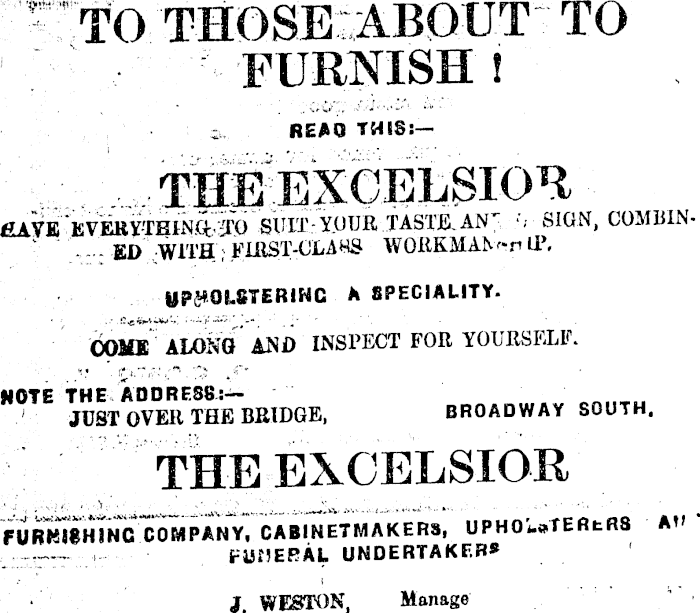 TO THOSE ABOUT TO
FURNISH !
READ THIS:—
THE EXCELSIOR
HAVE EVERYTHING TO SUIT YOUR TASTE AND SIGN, COMBIN-
ED WITH FIRST-CLASS WORKMANSHIP.
UPHOLSTERING A SPECIALITY.
COME ALONG AND INSPECT FOR YOURSELF.
NOTE THE ADDRESS:—
JUST OVER THE BRIDGE, BROADWAY SOUTH.
THE EXCELSIOR
FURNISHING COMPANY, CABINETMAKERS, UPHOLSTERERS
FUNERAL UNDERTAKERS
J. WESTON, Manage